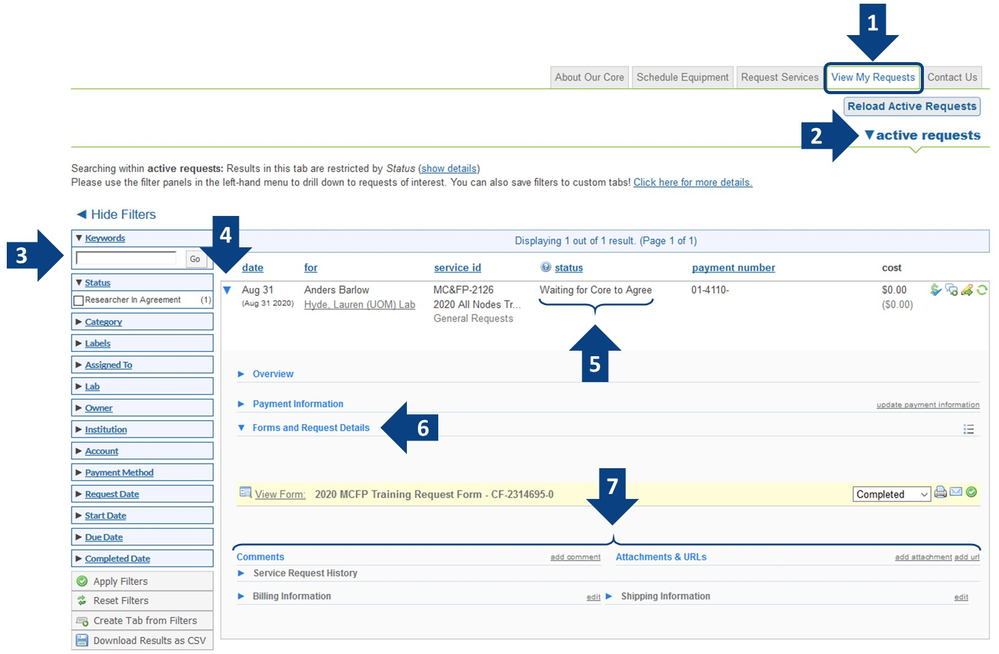 1
About Our Core Schedule Equipment Request Services View My Requests Contact Us
Reload Active Requests
2 ▼active requests
Searching within active requests: Results in this tab are restricted by Status (show details)
Please use the filter panels in the left-hand menu to drill down to requests of interest. You can also save filters to custom tabs! Click here for more details.
◀ Hide Filters
3
▼ Keywords
Go
▼ Status
Researcher In Agreement (1)
▶ Category
▶ Labels
▶ Assigned To
▶ Lab
▶ Owner
▶ Institution
▶ Account
▶ Payment Method
▶ Request Date
▶ Start Date
▶ Due Date
▶ Completed Date
Apply Filters
Reset Filters
Create Tab from Filters
Download Results as CSV
4
Displaying 1 out of 1 result. (Page 1 of 1)
date for service id status payment number cost
▼ Aug 31 Anders Barlow MC&FP-2126 Waiting for Core to Agree 01-4110- $0.00
(Aug 31 2020) Hyde, Lauren (UOM) Lab 2020 All Nodes Tr... ($0.00)
General Requests
5
▶ Overview
▶ Payment Information update payment information
▼ Forms and Request Details 6
View Form: 2020 MCFP Training Request Form - CF-2314695-0 Completed
7
Comments add comment Attachments & URLs add attachment add url
▶ Service Request History
▶ Billing Information edit ▶ Shipping Information edit